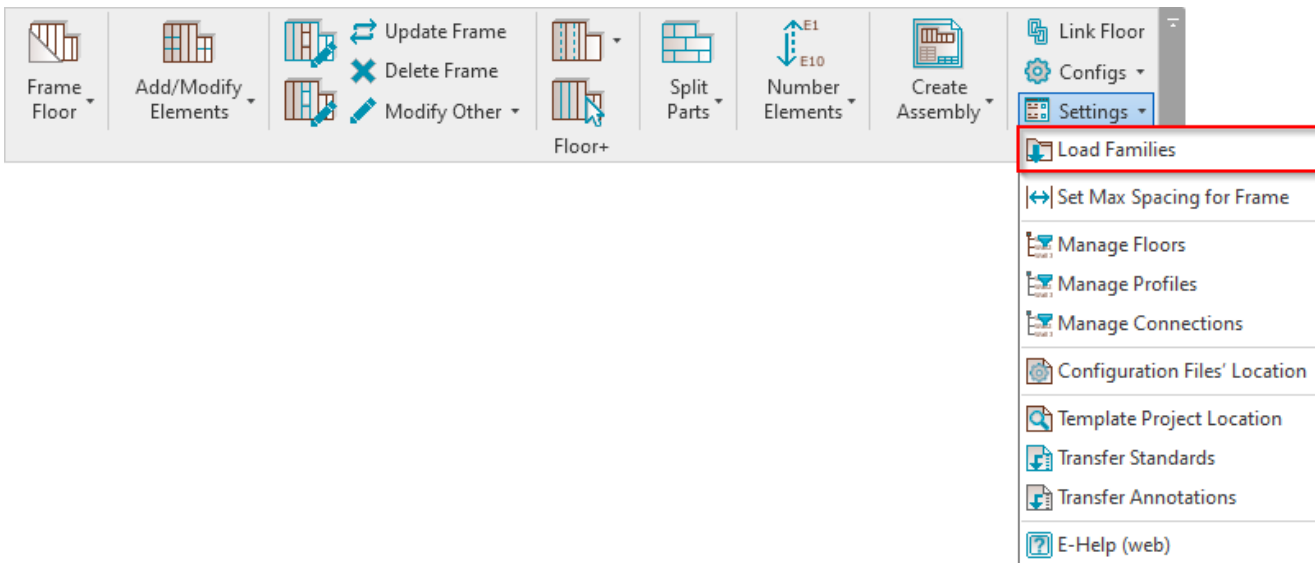 Frame
Floor
Add/Modify
Elements
Update Frame
Delete Frame
Modify Other
Split
Parts
E1
E10
Number
Elements
Create
Assembly
Link Floor
Configs
Settings
Floor+
Load Families
Set Max Spacing for Frame
Manage Floors
Manage Profiles
Manage Connections
Configuration Files' Location
Template Project Location
Transfer Standards
Transfer Annotations
E-Help (web)